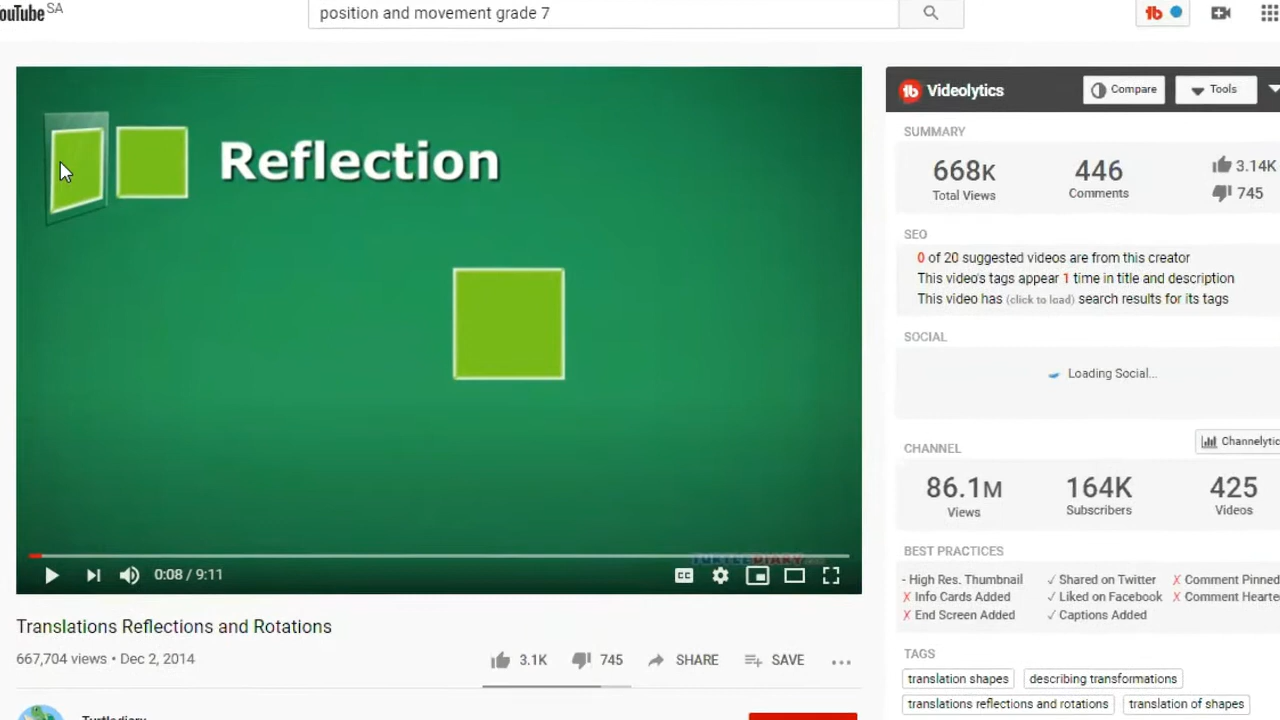 YouTube SA
position and movement grade 7
Reflection
0:08 / 9:11
CC
Translations Reflections and Rotations
667,704 views • Dec 2, 2014
3.1K
745
SHARE
SAVE
Videolytics
Compare
Tools
SUMMARY
668K
Total Views
446
Comments
3.14K
745
SEO
0 of 20 suggested videos are from this creator
This video's tags appear 1 time in title and description
This video has (click to load) search results for its tags
SOCIAL
Loading Social...
CHANNEL
Channelytic
86.1M
Views
164K
Subscribers
425
Videos
BEST PRACTICES
- High Res. Thumbnail
✓ Shared on Twitter
✗ Comment Pinned
✗ Info Cards Added
✓ Liked on Facebook
✗ Comment Hearte
✗ End Screen Added
✓ Captions Added
TAGS
translation shapes
describing transformations
translations reflections and rotations
translation of shapes